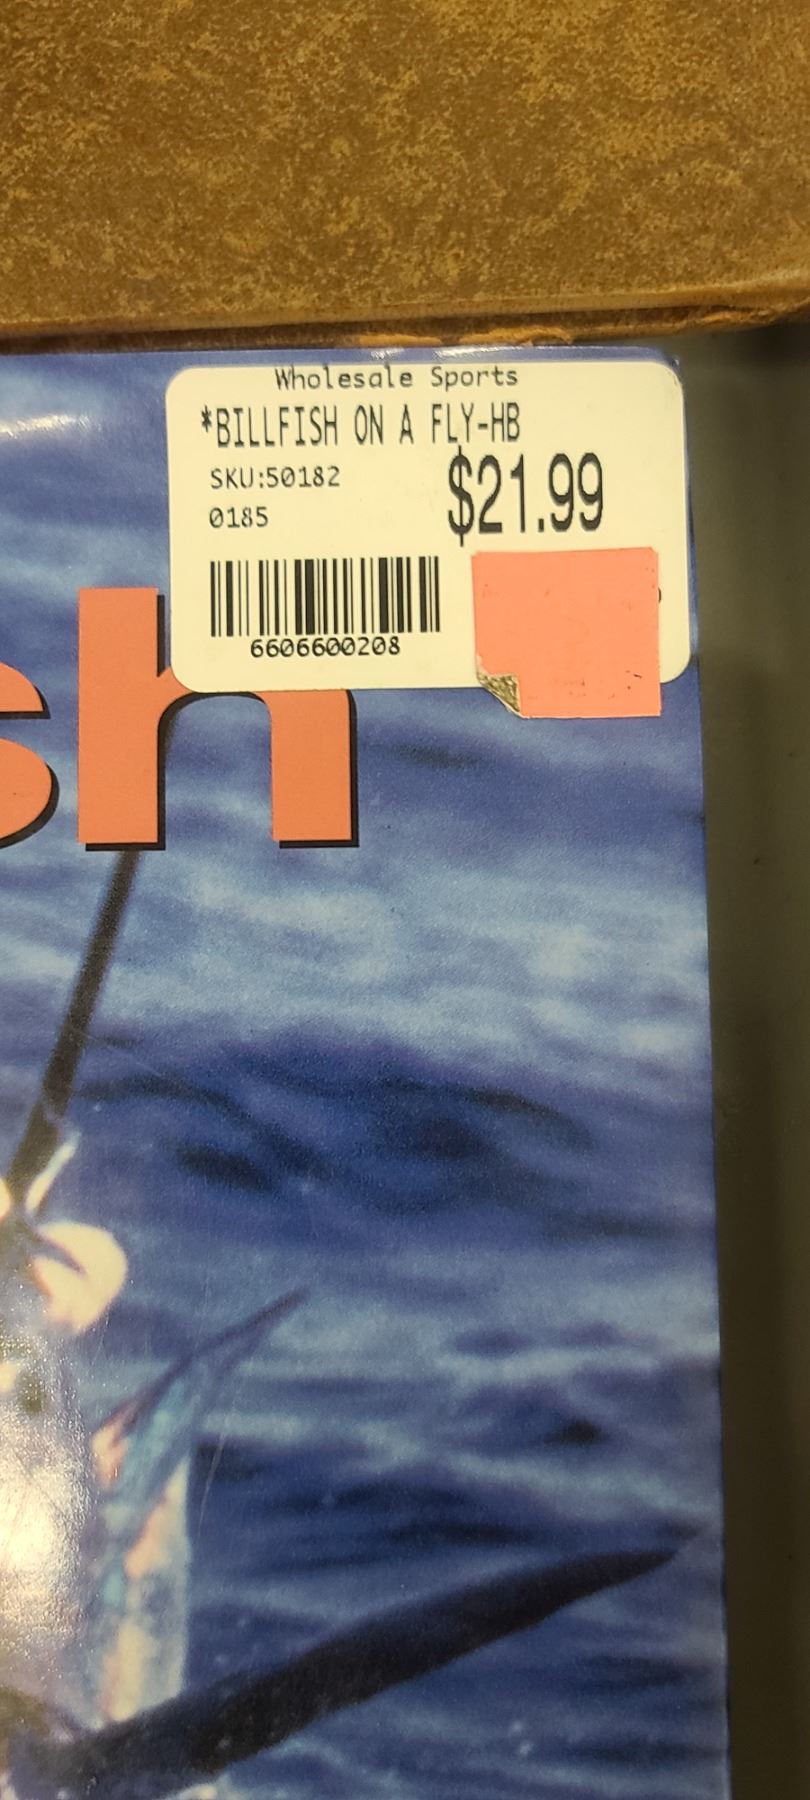 Wholesale Sports
*BILLFISH ON A FLY-HB
SKU:50182
$21.99
0185
6606600208
sh